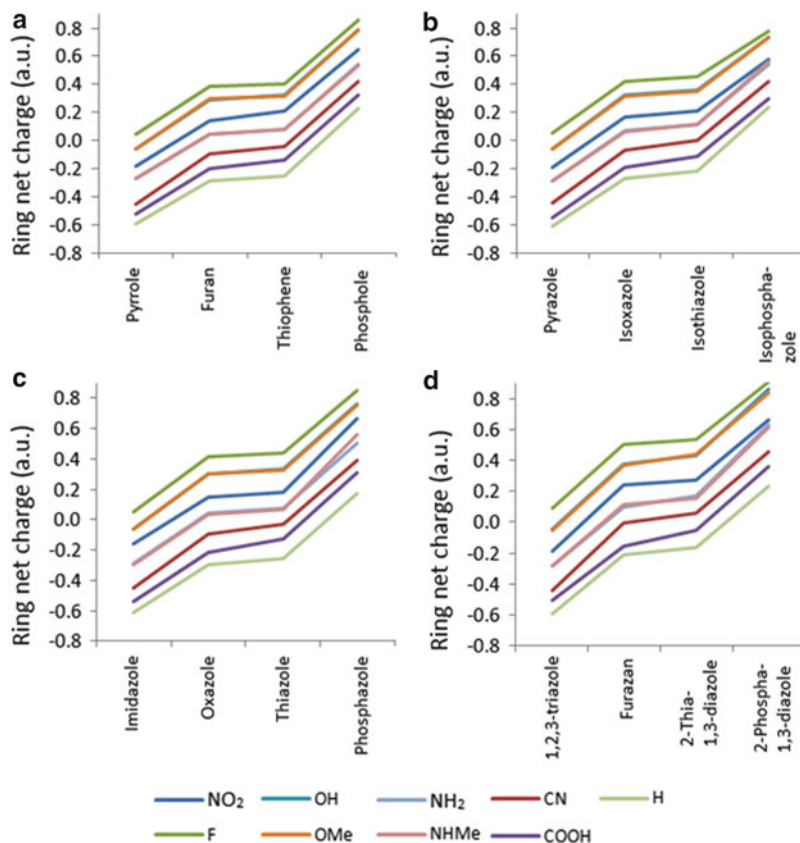 a
Ring net charge (a.u.)
0.8
0.6
0.4
0.2
0.0
-0.2
-0.4
-0.6
-0.8
Pyrrole
Furan
Thiophene
Phosphole
b
Ring net charge (a.u.)
0.8
0.6
0.4
0.2
0.0
-0.2
-0.4
-0.6
-0.8
Pyrazole
Isoxazole
Isothiazole
Isophospha-
zole
c
Ring net charge (a.u.)
0.8
0.6
0.4
0.2
0.0
-0.2
-0.4
-0.6
-0.8
Imidazole
Oxazole
Thiazole
Phosphazole
d
Ring net charge (a.u.)
0.8
0.6
0.4
0.2
0.0
-0.2
-0.4
-0.6
-0.8
1,2,3-triazole
Furazan
2-Thia-
1,3-diazole
2-Phospha-
1,3-diazole
NO₂ OH NH₂ CN H
F OMe NHMe COOH